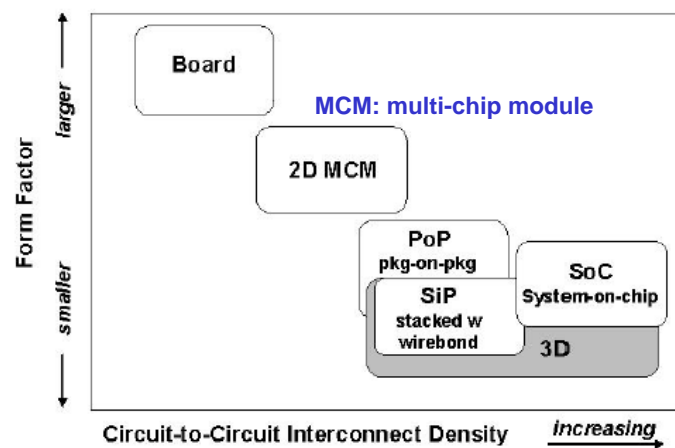 Board
MCM: multi-chip module
2D MCM
PoP
pkg-on-pkg
SiP
stacked w
wirebond
SoC
System-on-chip
3D
Form Factor
larger
smaller
Circuit-to-Circuit Interconnect Density
increasing